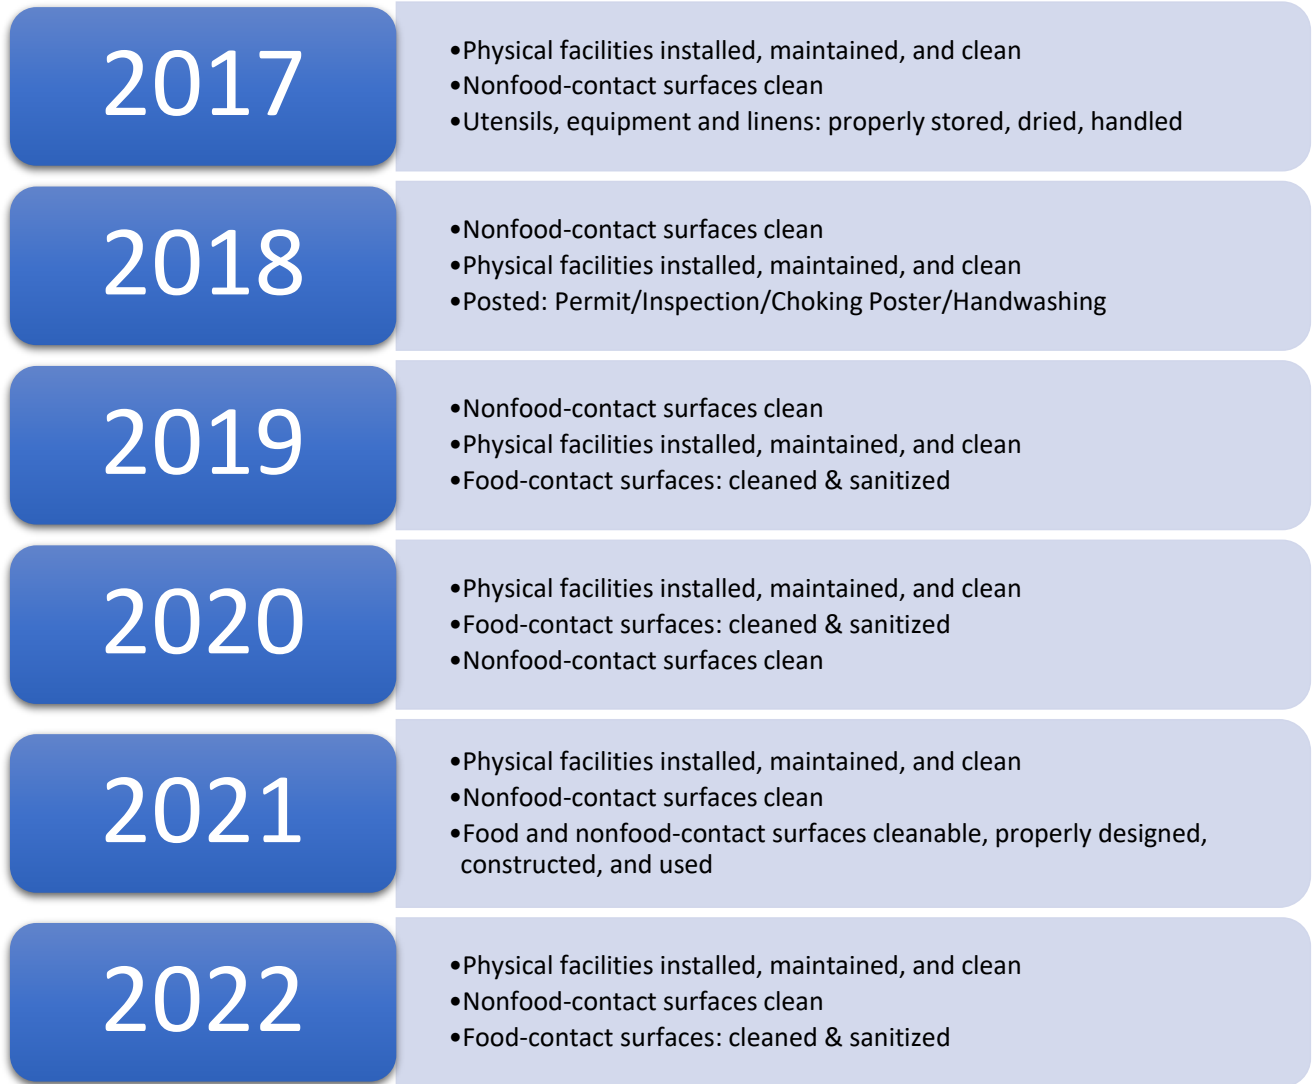 2017
•Physical facilities installed, maintained, and clean
•Nonfood-contact surfaces clean
•Utensils, equipment and linens: properly stored, dried, handled
2018
•Nonfood-contact surfaces clean
•Physical facilities installed, maintained, and clean
•Posted: Permit/Inspection/Choking Poster/Handwashing
2019
•Nonfood-contact surfaces clean
•Physical facilities installed, maintained, and clean
•Food-contact surfaces: cleaned & sanitized
2020
•Physical facilities installed, maintained, and clean
•Food-contact surfaces: cleaned & sanitized
•Nonfood-contact surfaces clean
2021
•Physical facilities installed, maintained, and clean
•Nonfood-contact surfaces clean
•Food and nonfood-contact surfaces cleanable, properly designed,
constructed, and used
2022
•Physical facilities installed, maintained, and clean
•Nonfood-contact surfaces clean
•Food-contact surfaces: cleaned & sanitized